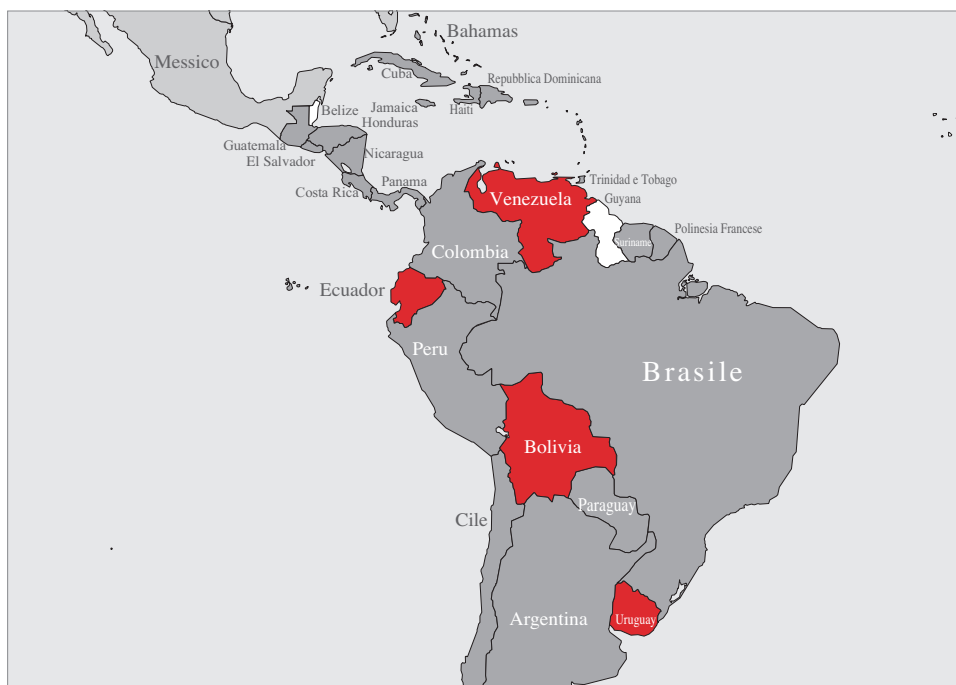 Bahamas
Messico
Cuba
Repubblica Dominicana
Belize
Jamaica
Haiti
Honduras
Guatemala
El Salvador
Nicaragua
Costa Rica
Panama
Trinidad e Tobago
Venezuela
Guyana
Colombia
Suriname
Polinesia Francese
Ecuador
Peru
Brasile
Bolivia
Paraguay
Cile
Argentina
Uruguay